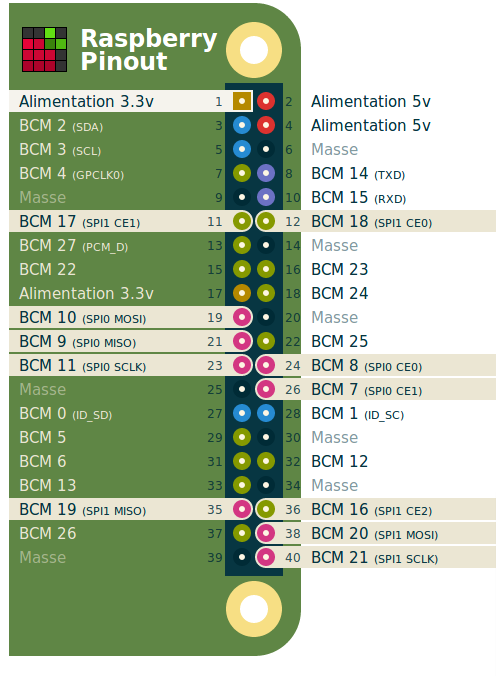 Raspberry
Pinout
Alimentation 3.3v 1 2 Alimentation 5v
BCM 2 (SDA) 3 4 Alimentation 5v
BCM 3 (SCL) 5 6 Masse
BCM 4 (GPCLK0) 7 8 BCM 14 (TXD)
Masse 9 10 BCM 15 (RXD)
BCM 17 (SPI1 CE1) 11 12 BCM 18 (SPI1 CE0)
BCM 27 (PCM_D) 13 14 Masse
BCM 22 15 16 BCM 23
Alimentation 3.3v 17 18 BCM 24
BCM 10 (SPI0 MOSI) 19 20 Masse
BCM 9 (SPI0 MISO) 21 22 BCM 25
BCM 11 (SPI0 SCLK) 23 24 BCM 8 (SPI0 CE0)
Masse 25 26 BCM 7 (SPI0 CE1)
BCM 0 (ID_SD) 27 28 BCM 1 (ID_SC)
BCM 5 29 30 Masse
BCM 6 31 32 BCM 12
BCM 13 33 34 Masse
BCM 19 (SPI1 MISO) 35 36 BCM 16 (SPI1 CE2)
BCM 26 37 38 BCM 20 (SPI1 MOSI)
Masse 39 40 BCM 21 (SPI1 SCLK)